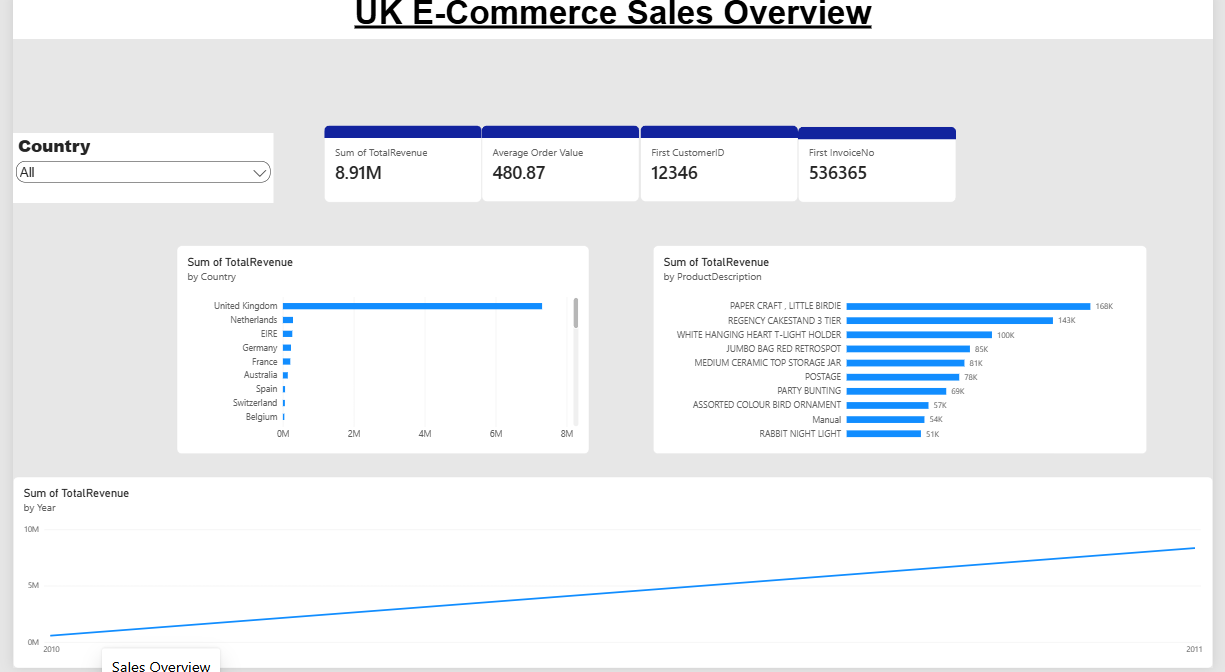 UK E-Commerce Sales Overview
Country
All
Sum of TotalRevenue
8.91M
Average Order Value
480.87
First CustomerID
12346
First InvoiceNo
536365
Sum of TotalRevenue
by Country
United Kingdom
Netherlands
EIRE
Germany
France
Australia
Spain
Switzerland
Belgium
0M 2M 4M 6M 8M
Sum of TotalRevenue
by ProductDescription
PAPER CRAFT , LITTLE BIRDIE 168K
REGENCY CAKESTAND 3 TIER 143K
WHITE HANGING HEART T-LIGHT HOLDER 100K
JUMBO BAG RED RETROSPOT 85K
MEDIUM CERAMIC TOP STORAGE JAR 81K
POSTAGE 78K
PARTY BUNTING 69K
ASSORTED COLOUR BIRD ORNAMENT 57K
Manual 54K
RABBIT NIGHT LIGHT 51K
Sum of TotalRevenue
by Year
10M
5M
0M
2010 2011
Sales Overview